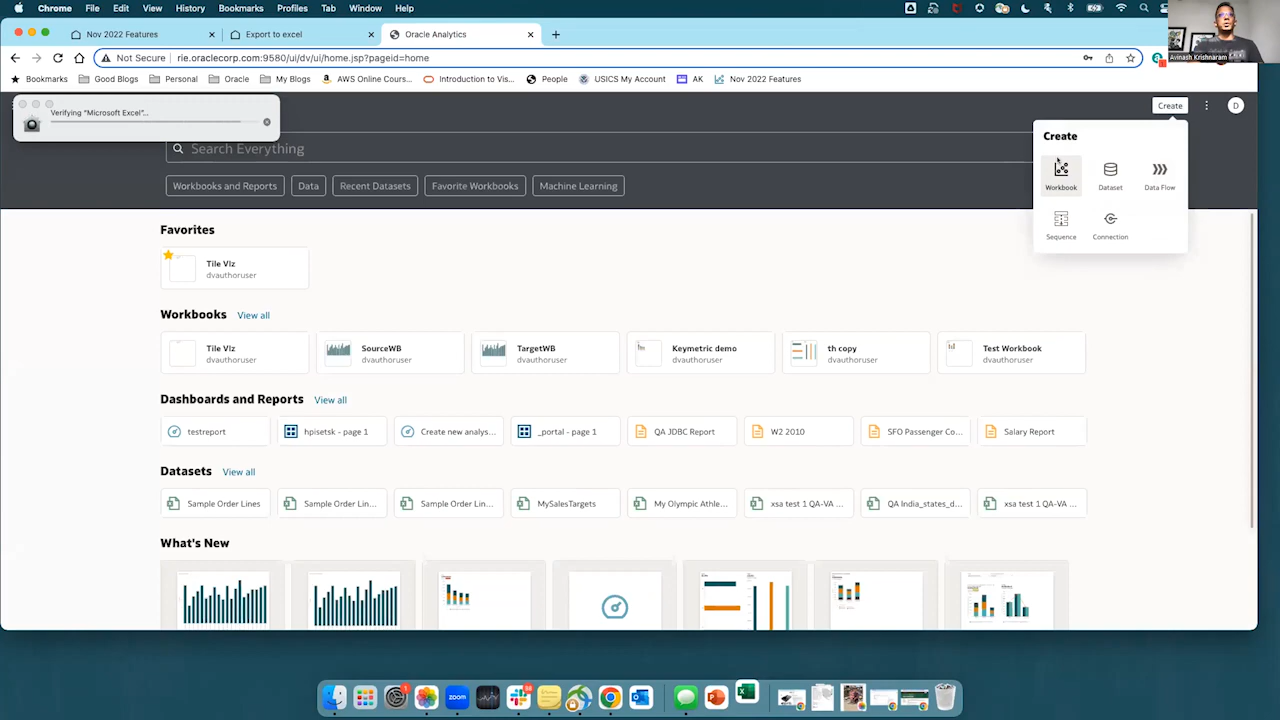 Chrome File Edit View History Bookmarks Profiles Tab Window Help
Nov 2022 Features Export to excel Oracle Analytics
Not Secure rie.oraclecorp.com:9580/ui/dv/ui/home.jsp?pageid=home
Bookmarks Good Blogs Personal Oracle My Blogs AWS Online Cour... Introduction to Vis... People USICS My Account AK Nov 2022 Features
Avinash Krishnaram
Verifying "Microsoft Excel"...
Create
D
Search Everything
Workbooks and Reports Data Recent Datasets Favorite Workbooks Machine Learning
Create
Workbook Dataset Data Flow
Sequence Connection
Favorites
Tile Viz
dvauthoruser
Workbooks View all
Tile Viz SourceWB TargetWB Keymetric demo th copy Test Workbook
dvauthoruser dvauthoruser dvauthoruser dvauthoruser dvauthoruser dvauthoruser
Dashboards and Reports View all
testreport hpisetsk - page 1 Create new analys... _portal - page 1 QA JDBC Report W2 2010 SFO Passenger Co... Salary Report
Datasets View all
Sample Order Lines Sample Order Lin... Sample Order Lin... MySalesTargets My Olympic Athle... xsa test 1 QA-VA ... QA India_states_d... xsa test 1 QA-VA ...
What's New
zoom